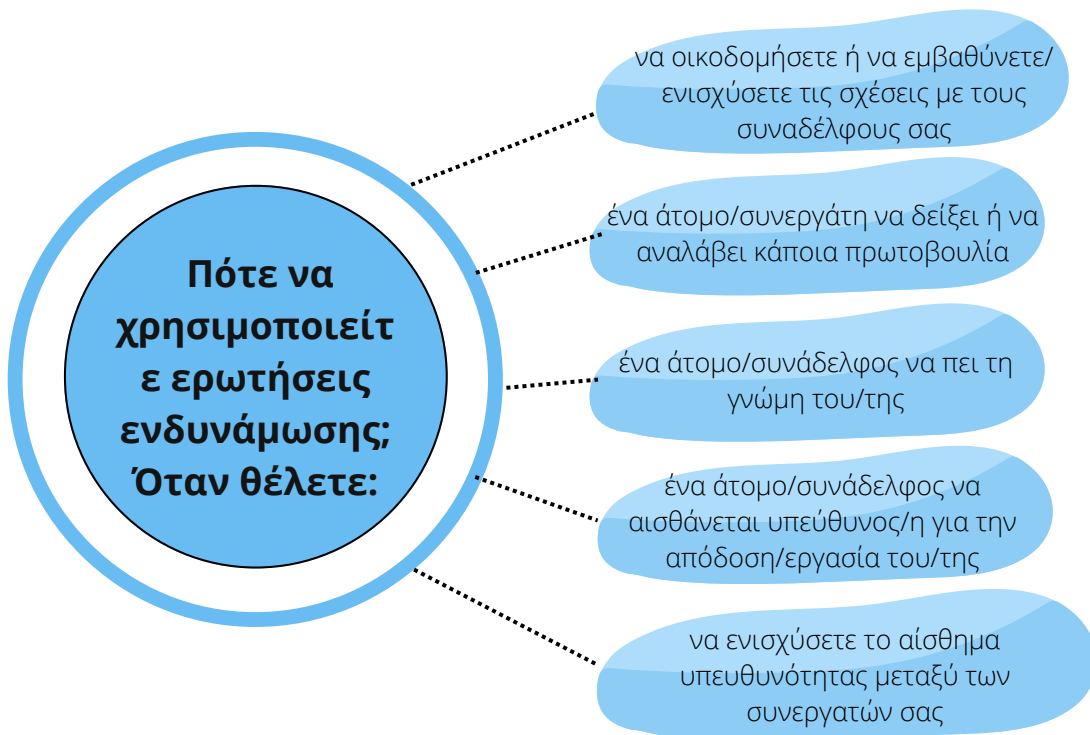 Πότε να
χρησιμοποιείτ
ε ερωτήσεις
ενδυνάμωσης;
Όταν θέλετε:
να οικοδομήσετε ή να εμβαθύνετε/
ενισχύσετε τις σχέσεις με τους
συναδέλφους σας
ένα άτομο/συνεργάτη να δείξει ή να
αναλάβει κάποια πρωτοβουλία
ένα άτομο/συνάδελφος να πει τη
γνώμη του/της
ένα άτομο/συνάδελφος να
αισθάνεται υπεύθυνος/η για την
απόδοση/εργασία του/της
να ενισχύσετε το αίσθημα
υπευθυνότητας μεταξύ των
συνεργατών σας